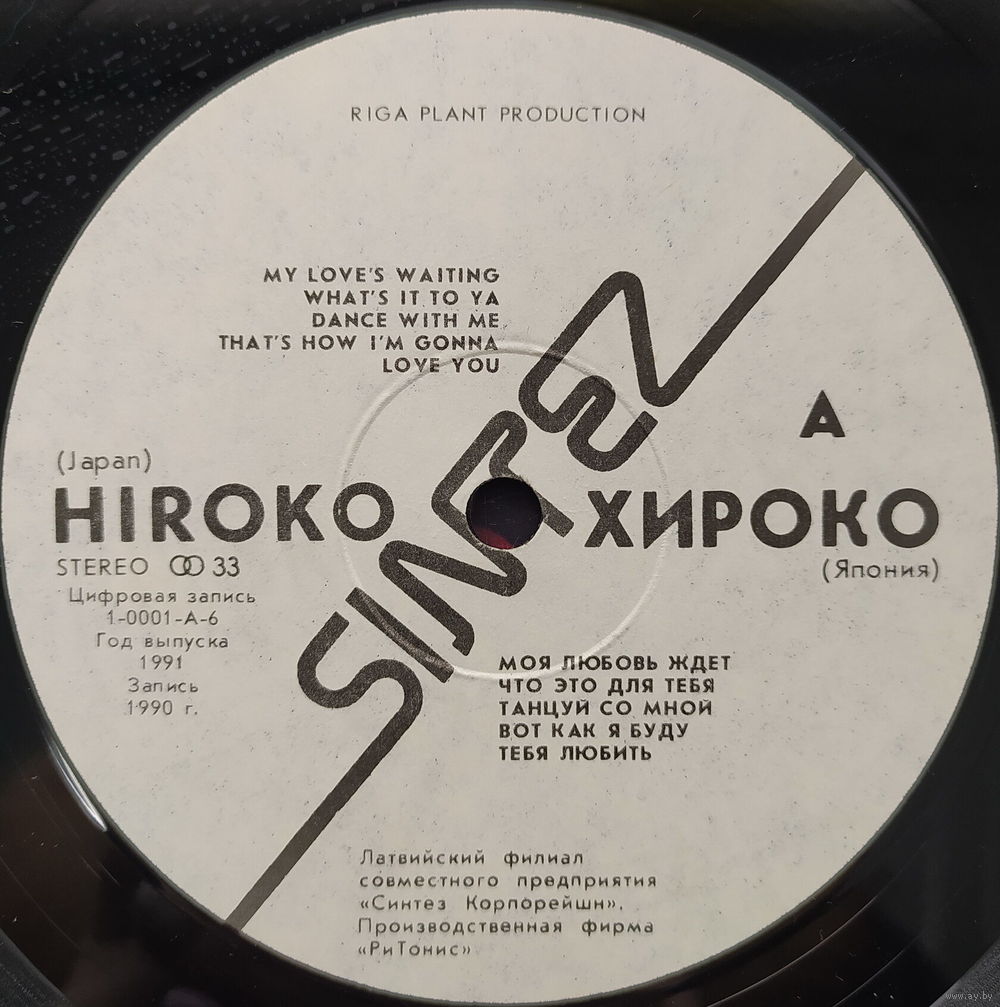 RIGA PLANT PRODUCTION
MY LOVE'S WAITING
WHAT'S IT TO YA
DANCE WITH ME
THAT'S HOW I'M GONNA
LOVE YOU
SINTEZ
A
(Japan)
HIROKO
ХИРОКО
STEREO 33
(Япония)
Цифровая запись
1-0001-А-6
Год выпуска
1991
Запись
1990 г.
МОЯ ЛЮБОВЬ ЖДЕТ
ЧТО ЭТО ДЛЯ ТЕБЯ
ТАНЦУЙ СО МНОЙ
ВОТ КАК Я БУДУ
ТЕБЯ ЛЮБИТЬ
Латвийский филиал
совместного предприятия
«Синтез Корпорейшн».
Производственная фирма
«РиТонис»
www.ay.by